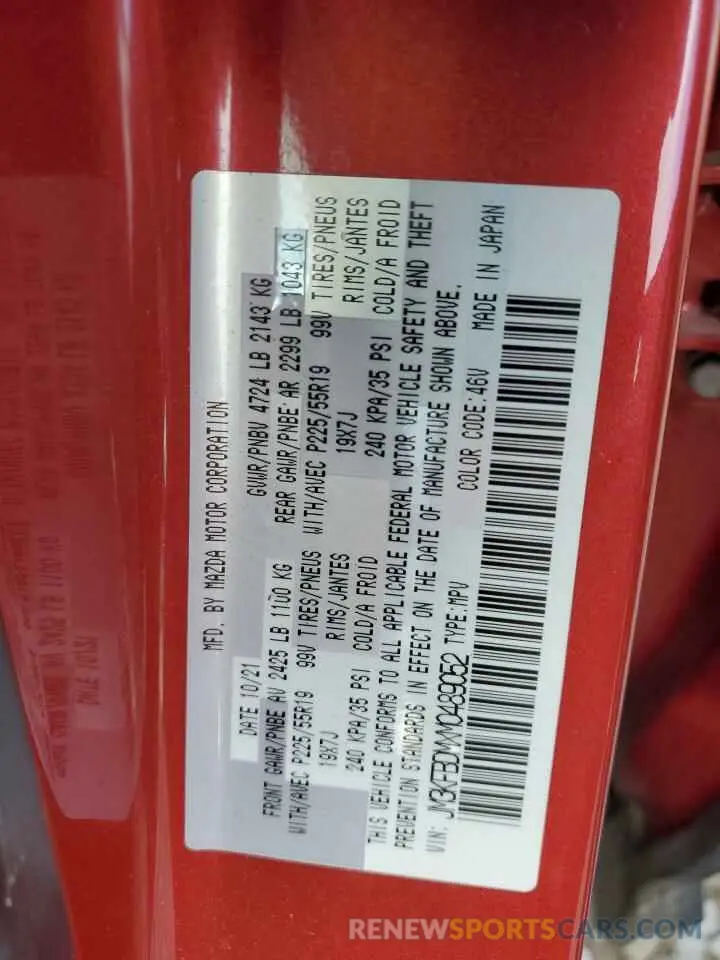 MFD. BY MAZDA MOTOR CORPORATION
DATE 10/21 GVWR/PNBV 4724 LB 2143 KG
FRONT GAWR/PNBE AV 2425 LB 1100 KG REAR GAWR/PNBE AR 2299 LB 1043 KG
WITH/AVEC P225/55R19 99V TIRES/PNEUS WITH/AVEC P225/55R19 99V TIRES/PNEUS
19X7J RIMS/JANTES 19X7J RIMS/JANTES
240 KPA/35 PSI COLD/A FROID 240 KPA/35 PSI COLD/A FROID
THIS VEHICLE CONFORMS TO ALL APPLICABLE FEDERAL MOTOR VEHICLE SAFETY AND THEFT
PREVENTION STANDARDS IN EFFECT ON THE DATE OF MANUFACTURE SHOWN ABOVE.
VIN: JM3KFBDMXN0489052 TYPE:MPV COLOR CODE:46V MADE IN JAPAN
RENEWSPORTSCARS.COM